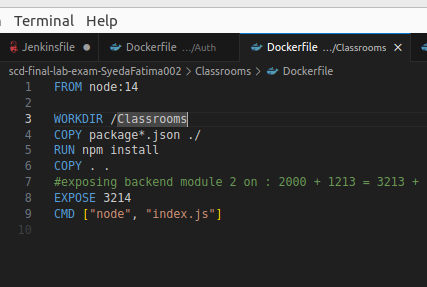 Terminal Help
Jenkinsfile Dockerfile .../Auth Dockerfile .../Classrooms
scd-final-lab-exam-SyedaFatima002 > Classrooms > Dockerfile
1 FROM node:14
2
3 WORKDIR /Classrooms
4 COPY package*.json ./
5 RUN npm install
6 COPY . .
7 #exposing backend module 2 on : 2000 + 1213 = 3213 +
8 EXPOSE 3214
9 CMD ["node", "index.js"]
10